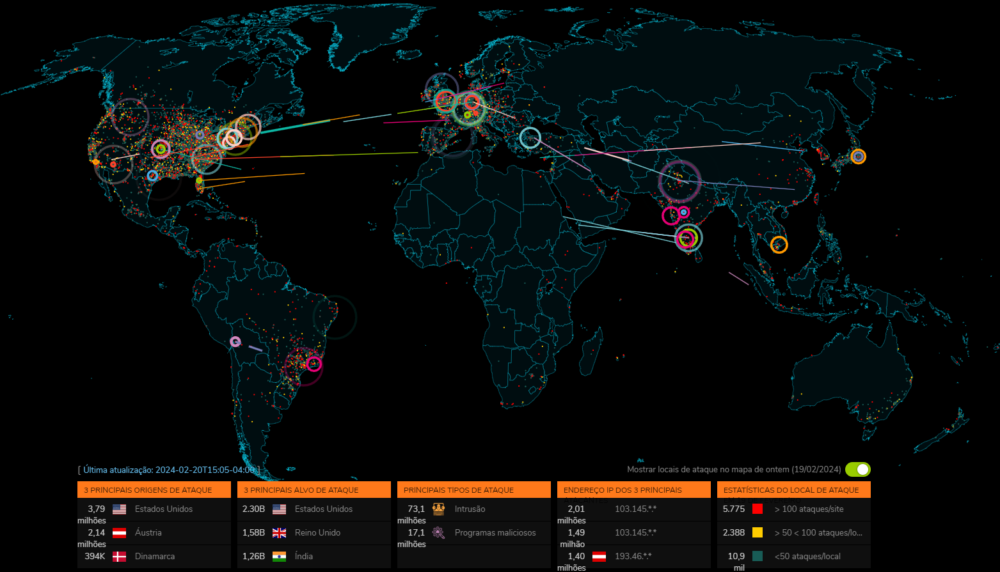 [ Última atualização: 2024-02-20T15:05-04:00 ]
Mostrar locais de ataque no mapa de ontem (19/02/2024)
3 PRINCIPAIS ORIGENS DE ATAQUE
3,79 milhões Estados Unidos
2,14 milhões Áustria
394K Dinamarca
3 PRINCIPAIS ALVO DE ATAQUE
2.30B Estados Unidos
1,58B Reino Unido
1,26B Índia
PRINCIPAIS TIPOS DE ATAQUE
73,1 milhões Intrusão
17,1 milhões Programas maliciosos
ENDEREÇO IP DOS 3 PRINCIPAIS
2,01 milhões 103.145.*.*
1,49 milhão 103.145.*.*
1,40 milhões 193.46.*.*
ESTATÍSTICAS DO LOCAL DE ATAQUE
5.775 > 100 ataques/site
2.388 > 50 < 100 ataques/lo...
10,9 mil <50 ataques/local